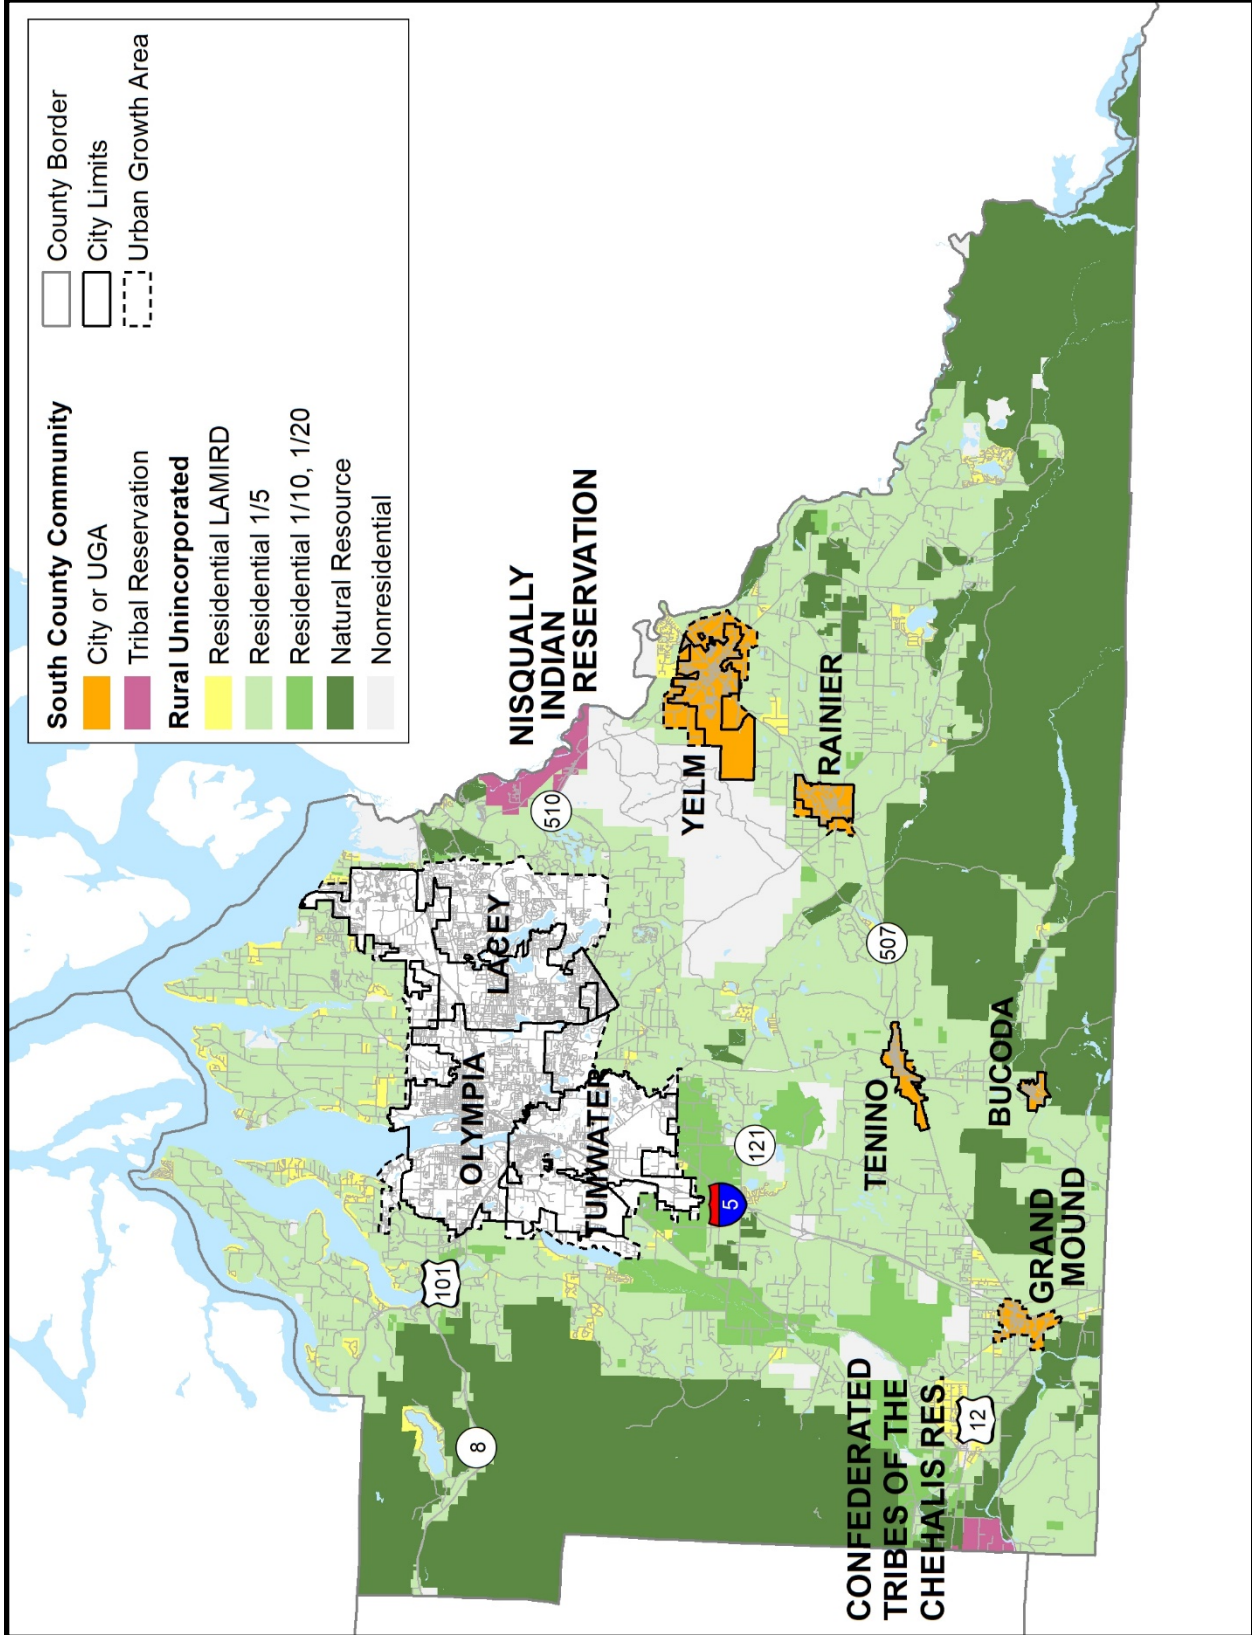 South County Community
City or UGA
Tribal Reservation
Rural Unincorporated
Residential LAMIRD
Residential 1/5
Residential 1/10, 1/20
Natural Resource
Nonresidential
County Border
City Limits
Urban Growth Area
NISQUALLY
INDIAN
RESERVATION
510
LACEY
OLYMPIA
TUMWATER
101
8
YELM
RAINIER
507
5
121
TENINO
BUCODA
GRAND
MOUND
CONFEDERATED
TRIBES OF THE
CHEHALIS RES.
12